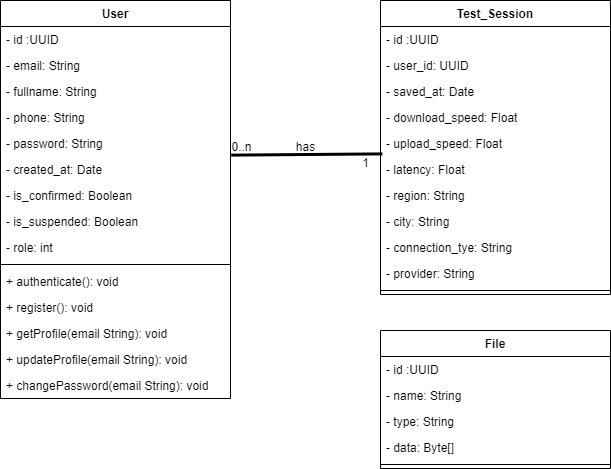 User
- id :UUID
- email: String
- fullname: String
- phone: String
- password: String
- created_at: Date
- is_confirmed: Boolean
- is_suspended: Boolean
- role: int
+ authenticate(): void
+ register(): void
+ getProfile(email String): void
+ updateProfile(email String): void
+ changePassword(email String): void
0..n
has
1
Test_Session
- id :UUID
- user_id: UUID
- saved_at: Date
- download_speed: Float
- upload_speed: Float
- latency: Float
- region: String
- city: String
- connection_tye: String
- provider: String
File
- id :UUID
- name: String
- type: String
- data: Byte[]